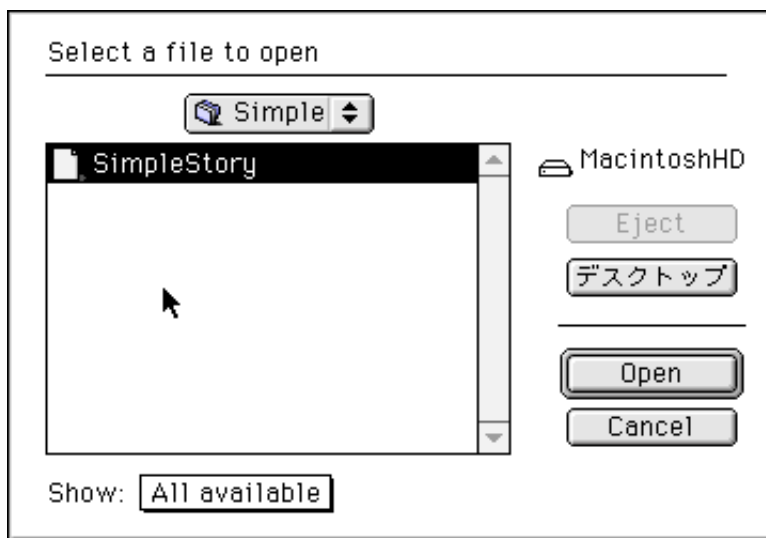 Select a file to open
Simple
SimpleStory
MacintoshHD
Eject
デスクトップ
Open
Cancel
Show: All available